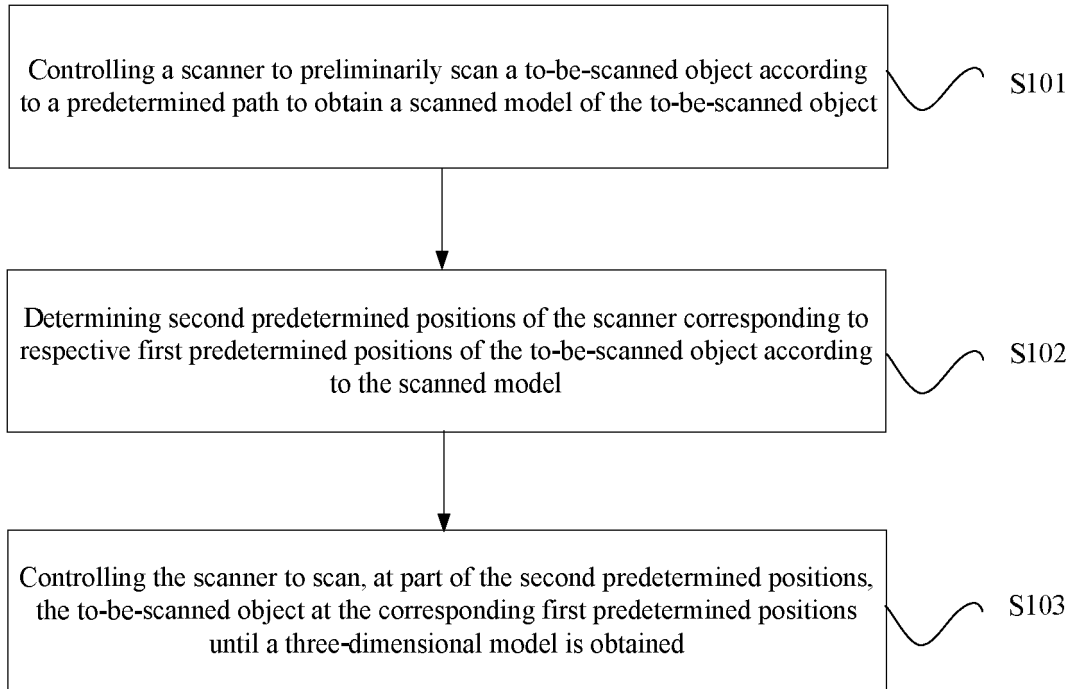 Controlling a scanner to preliminarily scan a to-be-scanned object according
to a predetermined path to obtain a scanned model of the to-be-scanned object
S101
Determining second predetermined positions of the scanner corresponding to
respective first predetermined positions of the to-be-scanned object according
to the scanned model
S102
Controlling the scanner to scan, at part of the second predetermined positions,
the to-be-scanned object at the corresponding first predetermined positions
until a three-dimensional model is obtained
S103